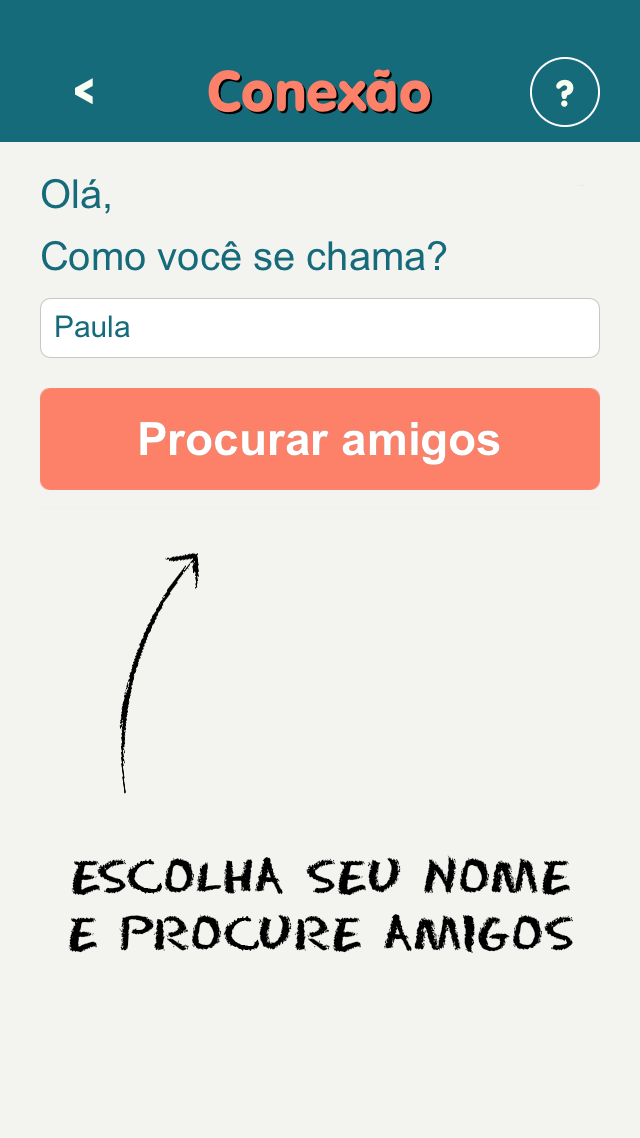 < Conexão ?
Olá,
Como você se chama?
Paula
Procurar amigos
ESCOLHA SEU NOME
E PROCURE AMIGOS